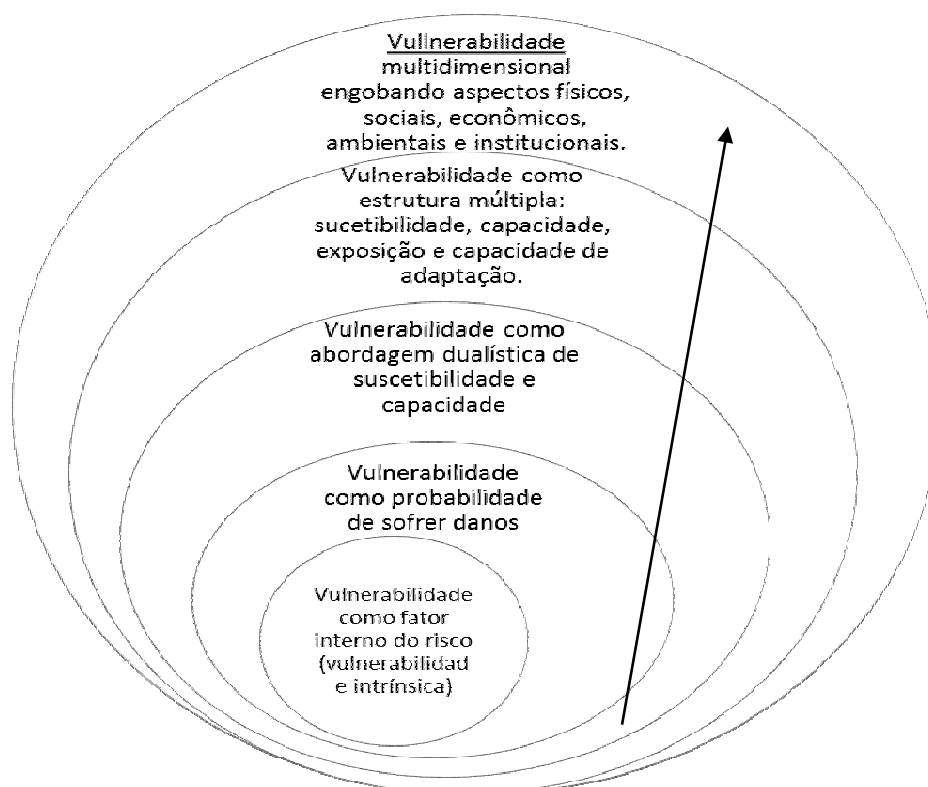 Vulnerabilidade
multidimensional
engobando aspectos físicos,
sociais, econômicos,
ambientais e institucionais.
Vulnerabilidade como
estrutura múltipla:
sucetibilidade, capacidade,
exposição e capacidade de
adaptação.
Vulnerabilidade como
abordagem dualística de
suscetibilidade e
capacidade
Vulnerabilidade
como probabilidade
de sofrer danos
Vulnerabilidade
como fator
interno do risco
(vulnerabilidad
e intrínsica)